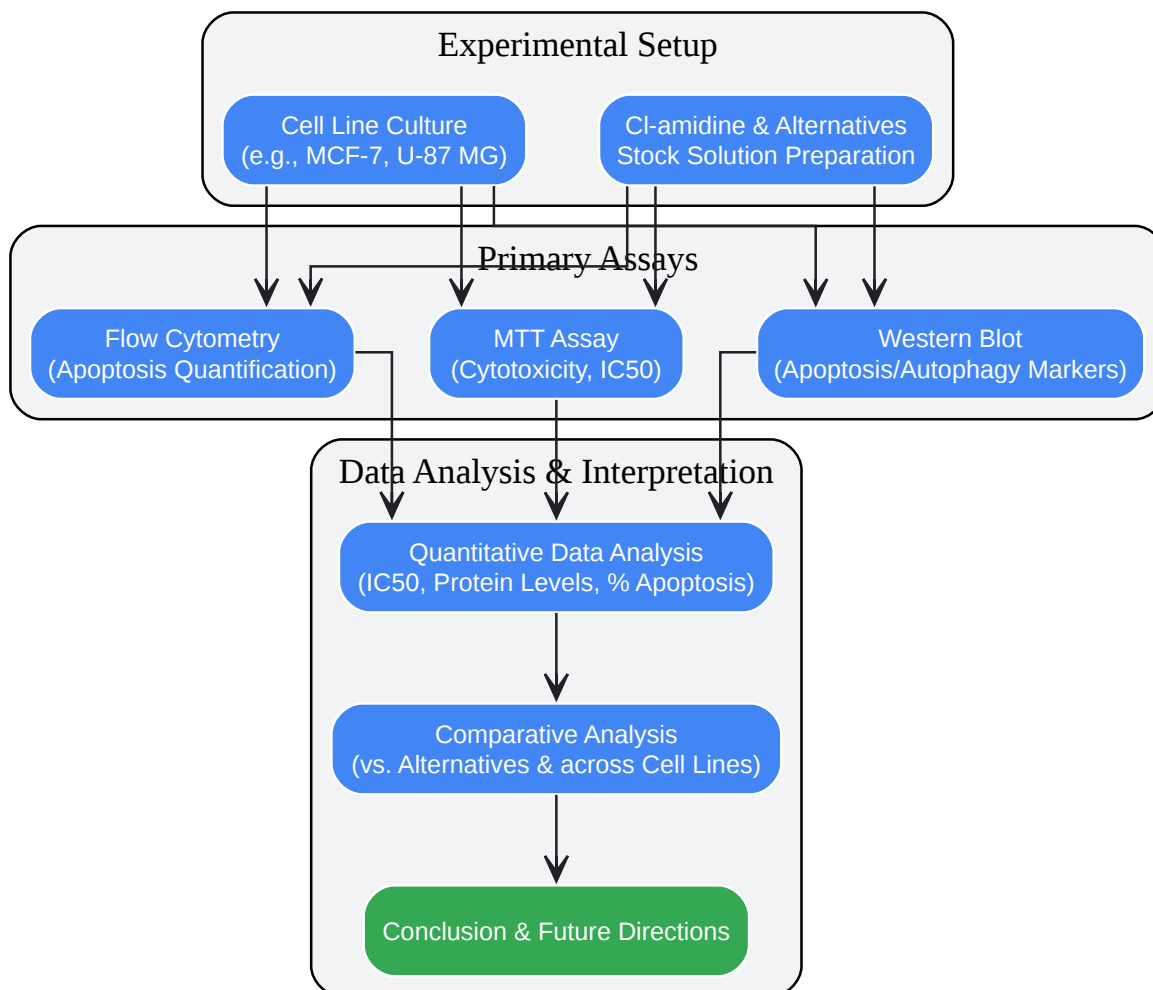 Experimental Setup
Cell Line Culture
(e.g., MCF-7, U-87 MG)
Cl-amidine & Alternatives
Stock Solution Preparation
Primary Assays
Flow Cytometry
(Apoptosis Quantification)
MTT Assay
(Cytotoxicity, IC50)
Western Blot
(Apoptosis/Autophagy Markers)
Data Analysis & Interpretation
Quantitative Data Analysis
(IC50, Protein Levels, % Apoptosis)
Comparative Analysis
(vs. Alternatives & across Cell Lines)
Conclusion & Future Directions